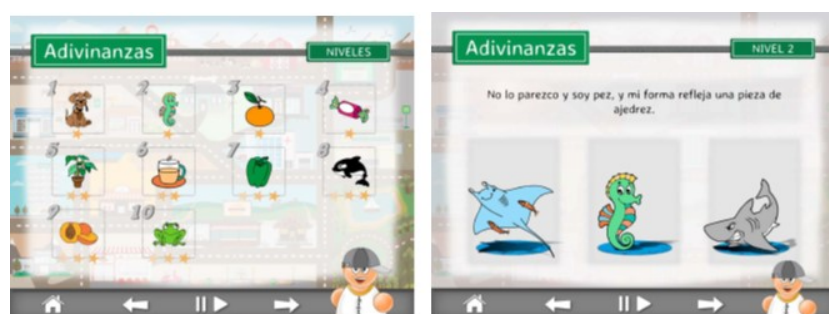 Adivinanzas
NIVELES
1 2 3 4
5 6 7 8
9 10
Adivinanzas
NIVEL 2
No lo parezco y soy pez, y mi forma refleja una pieza de
ajedrez.